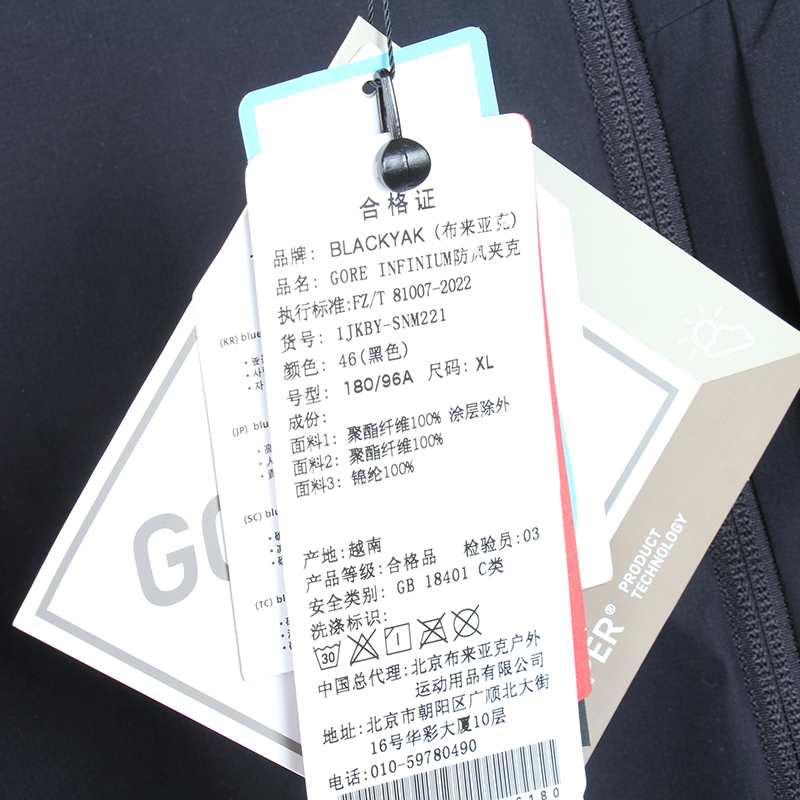 合格证
品牌: BLACKYAK (布来亚克)
品名: GORE INFINIUM防风夹克
执行标准:FZ/T 81007-2022
货号: 1JKBY-SNM221
颜色: 46(黑色)
号型: 180/96A 尺码: XL
成份:
面料1: 聚酯纤维100% 涂层除外
面料2: 聚酯纤维100%
面料3: 锦纶100%
产地:越南
产品等级:合格品 检验员:03
安全类别: GB 18401 C类
洗涤标识:
30
中国总代理:北京布来亚克户外
运动用品有限公司
地址:北京市朝阳区广顺北大街
16号华彩大厦10层
电话:010-59780490
(KR) blue
(JP) blu
(SC) blu
(TC) blu
PRODUCT
TECHNOLOGY